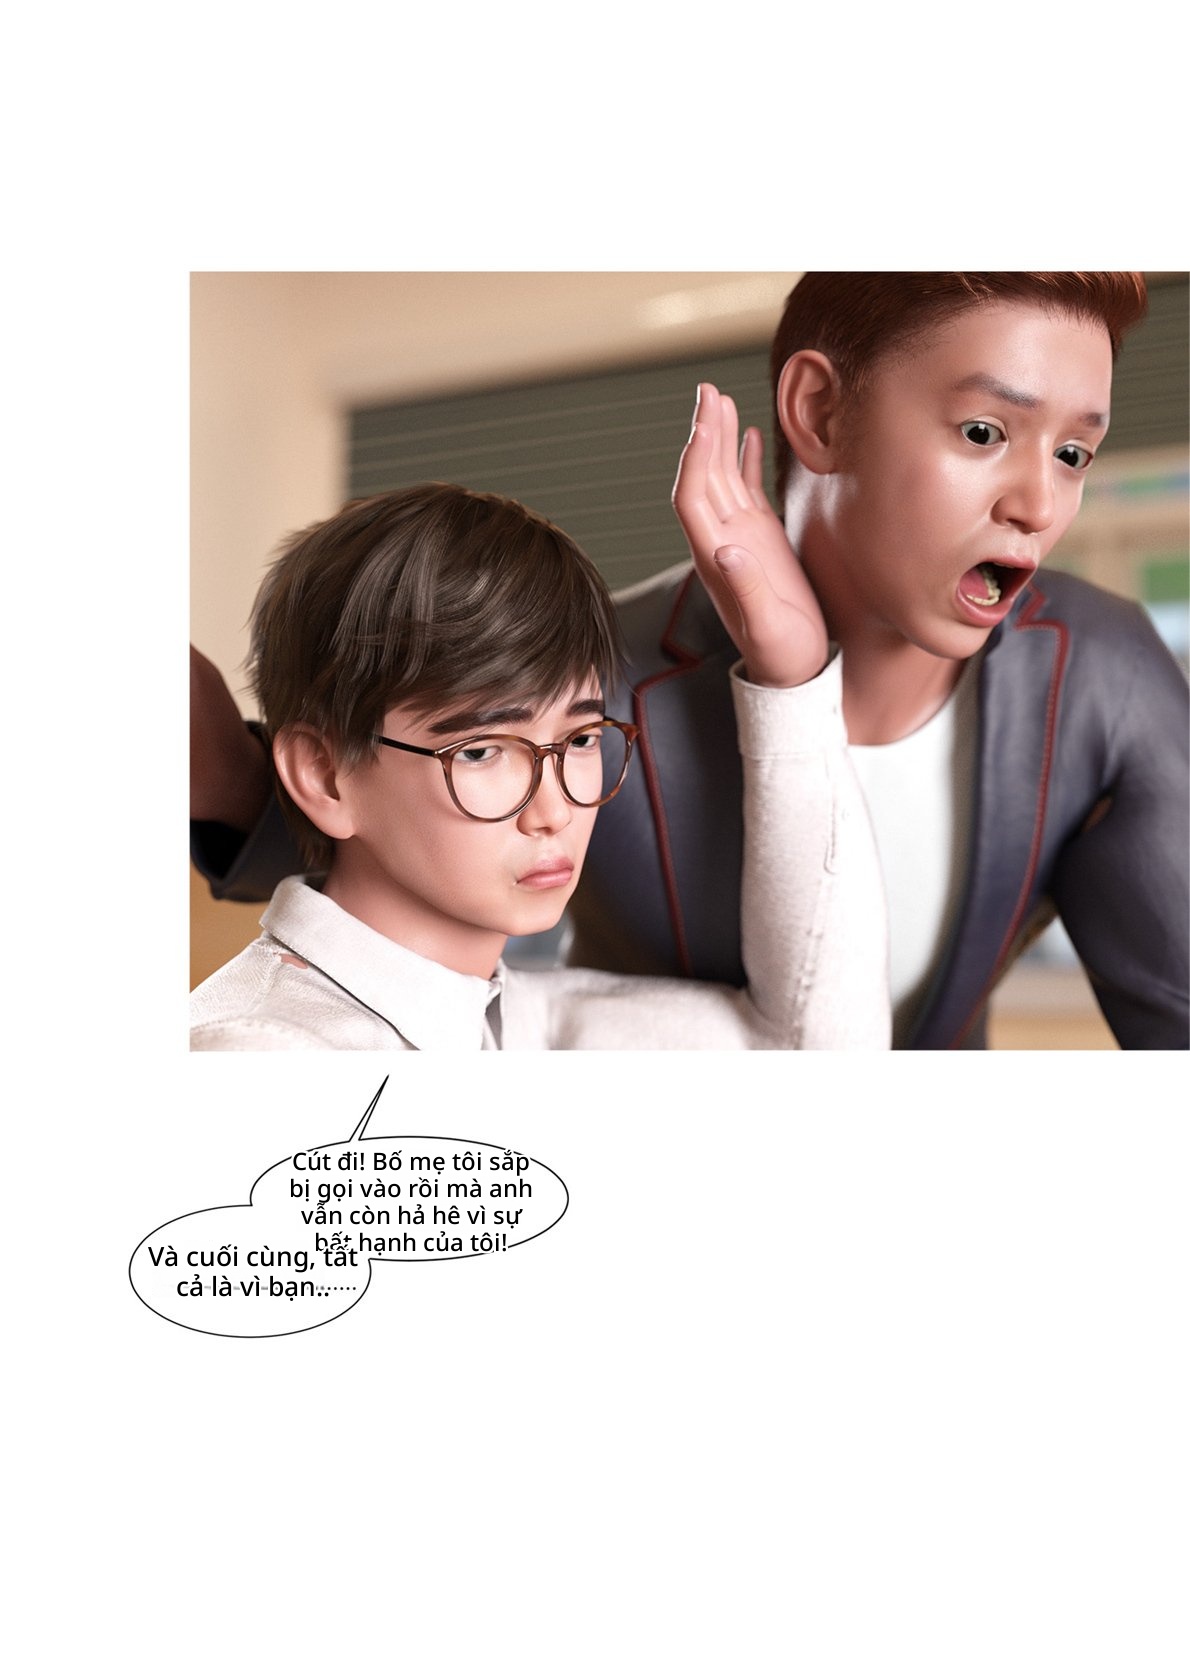 Cút đi! Bố mẹ tôi sắp
bị gọi vào rồi mà anh
vẫn còn hả hê vì sự
bất hạnh của tôi!
Và cuối cùng, tất
cả là vì bạn..